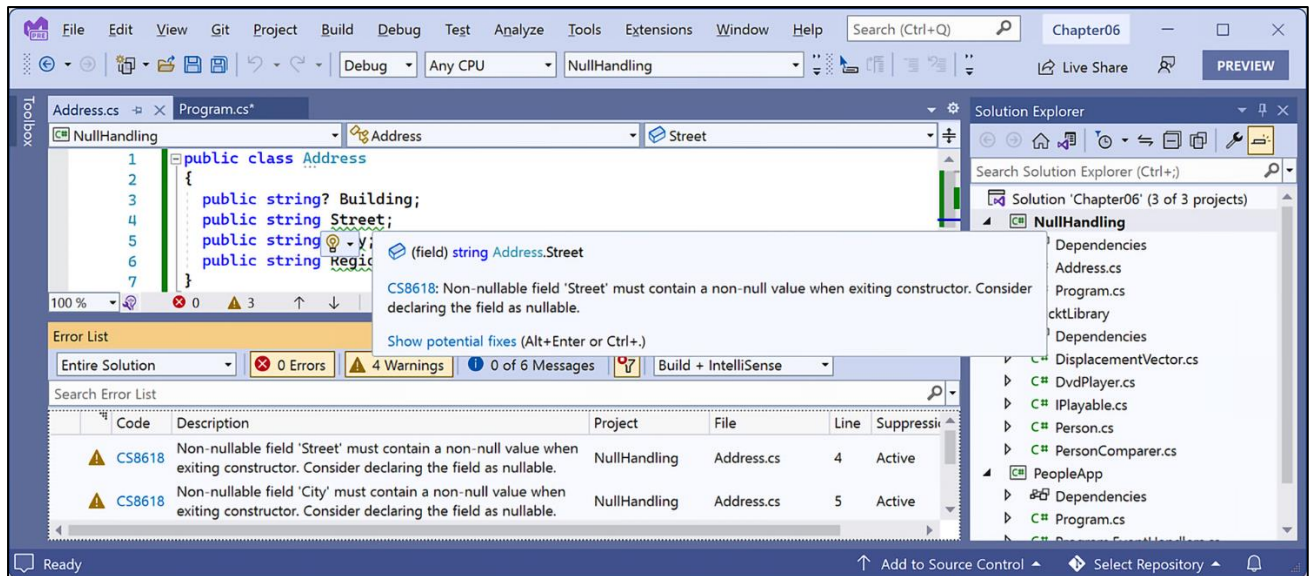 PRE File Edit View Git Project Build Debug Test Analyze Tools Extensions Window Help Search (Ctrl+Q) Chapter06
Debug Any CPU NullHandling Live Share PREVIEW
Toolbox
Address.cs Program.cs*
NullHandling Address Street
1 public class Address
2 {
3 public string? Building;
4 public string Street;
5 public string y;
6 public string Regio
7 }
100 % 0 3
(field) string Address.Street
CS8618: Non-nullable field 'Street' must contain a non-null value when exiting constructor. Consider
declaring the field as nullable.
Show potential fixes (Alt+Enter or Ctrl+.)
Error List
Entire Solution 0 Errors 4 Warnings 0 of 6 Messages Build + IntelliSense
Search Error List
Code Description Project File Line Suppressi
CS8618 Non-nullable field 'Street' must contain a non-null value when
exiting constructor. Consider declaring the field as nullable. NullHandling Address.cs 4 Active
CS8618 Non-nullable field 'City' must contain a non-null value when
exiting constructor. Consider declaring the field as nullable. NullHandling Address.cs 5 Active
Solution Explorer
Search Solution Explorer (Ctrl+;)
Solution 'Chapter06' (3 of 3 projects)
C# NullHandling
Dependencies
Address.cs
Program.cs
cktLibrary
Dependencies
C# DisplacementVector.cs
C# DvdPlayer.cs
C# IPlayable.cs
C# Person.cs
C# PersonComparer.cs
C# PeopleApp
Dependencies
C# Program.cs
Ready Add to Source Control Select Repository